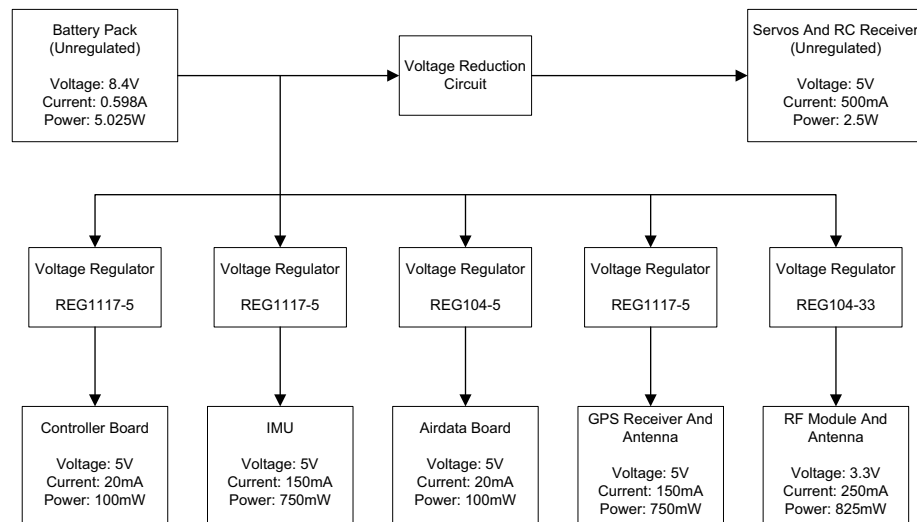 Battery Pack
(Unregulated)
Voltage: 8.4V
Current: 0.598A
Power: 5.025W
Voltage Reduction
Circuit
Servos And RC Receiver
(Unregulated)
Voltage: 5V
Current: 500mA
Power: 2.5W
Voltage Regulator
REG1117-5
Voltage Regulator
REG1117-5
Voltage Regulator
REG104-5
Voltage Regulator
REG1117-5
Voltage Regulator
REG104-33
Controller Board
Voltage: 5V
Current: 20mA
Power: 100mW
IMU
Voltage: 5V
Current: 150mA
Power: 750mW
Airdata Board
Voltage: 5V
Current: 20mA
Power: 100mW
GPS Receiver And
Antenna
Voltage: 5V
Current: 150mA
Power: 750mW
RF Module And
Antenna
Voltage: 3.3V
Current: 250mA
Power: 825mW